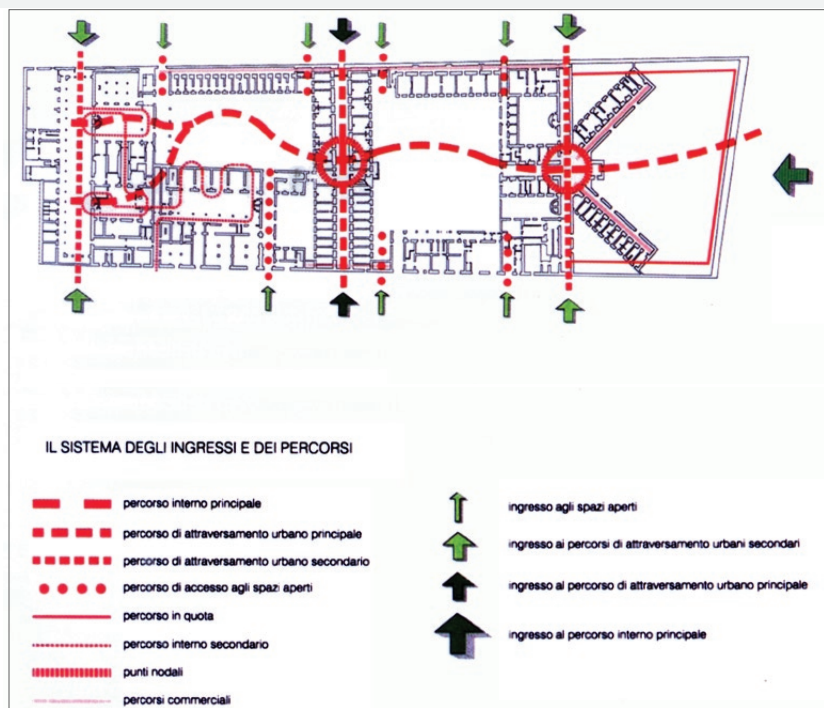 IL SISTEMA DEGLI INGRESSI E DEI PERCORSI
percorso interno principale
percorso di attraversamento urbano principale
percorso di attraversamento urbano secondario
percorso di accesso agli spazi aperti
percorso in quota
percorso interno secondario
punti nodali
percorsi commerciali
ingresso agli spazi aperti
ingresso ai percorsi di attraversamento urbani secondari
ingresso al percorso di attraversamento urbano principale
ingresso al percorso interno principale